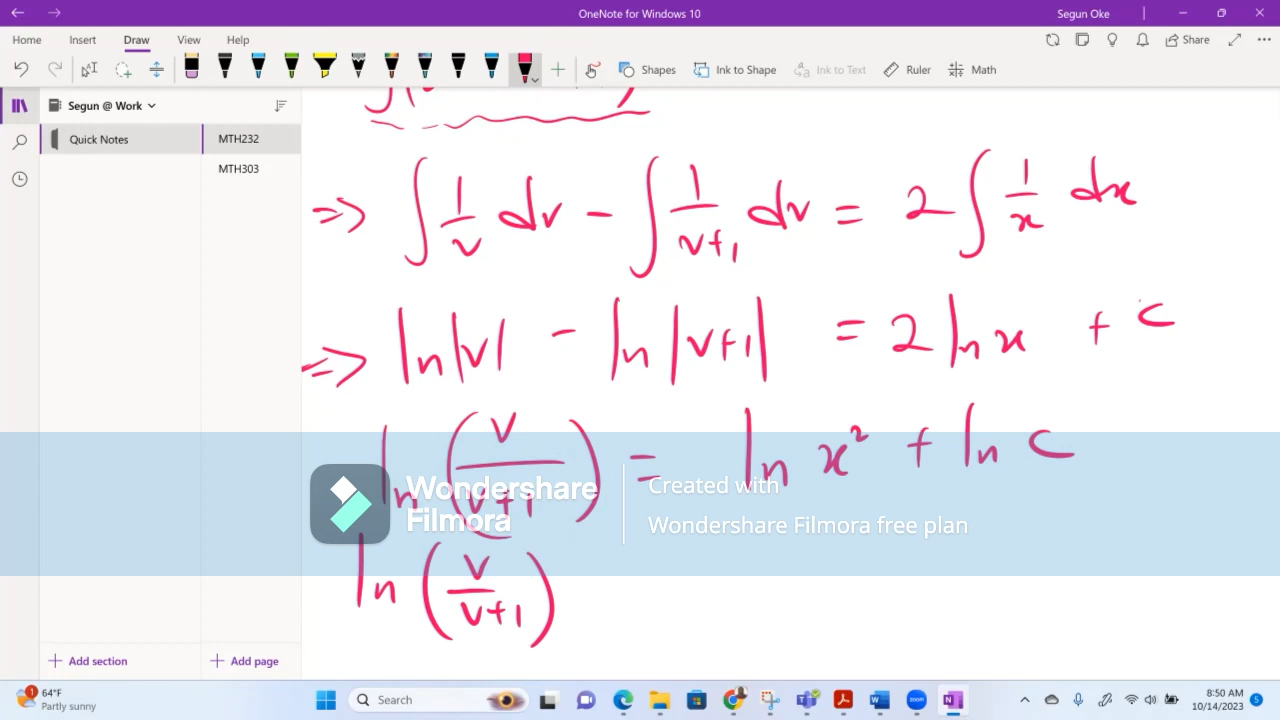 OneNote for Windows 10
Segun Oke
Home Insert Draw View Help
Share
Shapes Ink to Shape Ink to Text Ruler Math
Segun @ Work
Quick Notes
MTH232
MTH303
=> ∫ 1/v dv - ∫ 1/(v+1) dv = 2 ∫ 1/x dx
=> ln|v| - ln|v+1| = 2 ln x + c
ln (v/(v+1)) = ln x² + ln c
Wondershare
Filmora
Created with
Wondershare Filmora free plan
ln (v/(v+1))
+ Add section
+ Add page
1
64°F
Partly sunny
Search
zoom
8:50 AM
10/14/2023
5